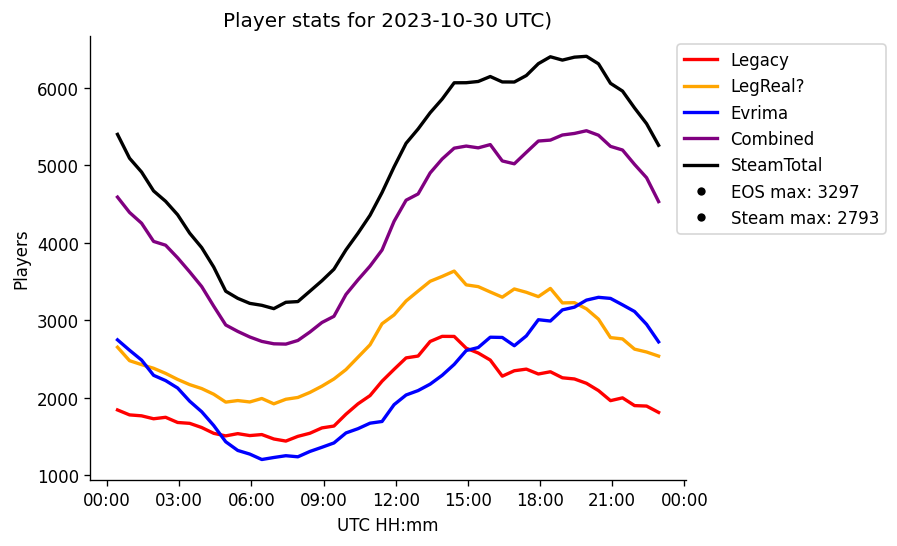 Player stats for 2023-10-30 UTC)
Legacy
LegReal?
Evrima
Combined
SteamTotal
EOS max: 3297
Steam max: 2793
Players
6000
5000
4000
3000
2000
1000
00:00 03:00 06:00 09:00 12:00 15:00 18:00 21:00 00:00
UTC HH:mm